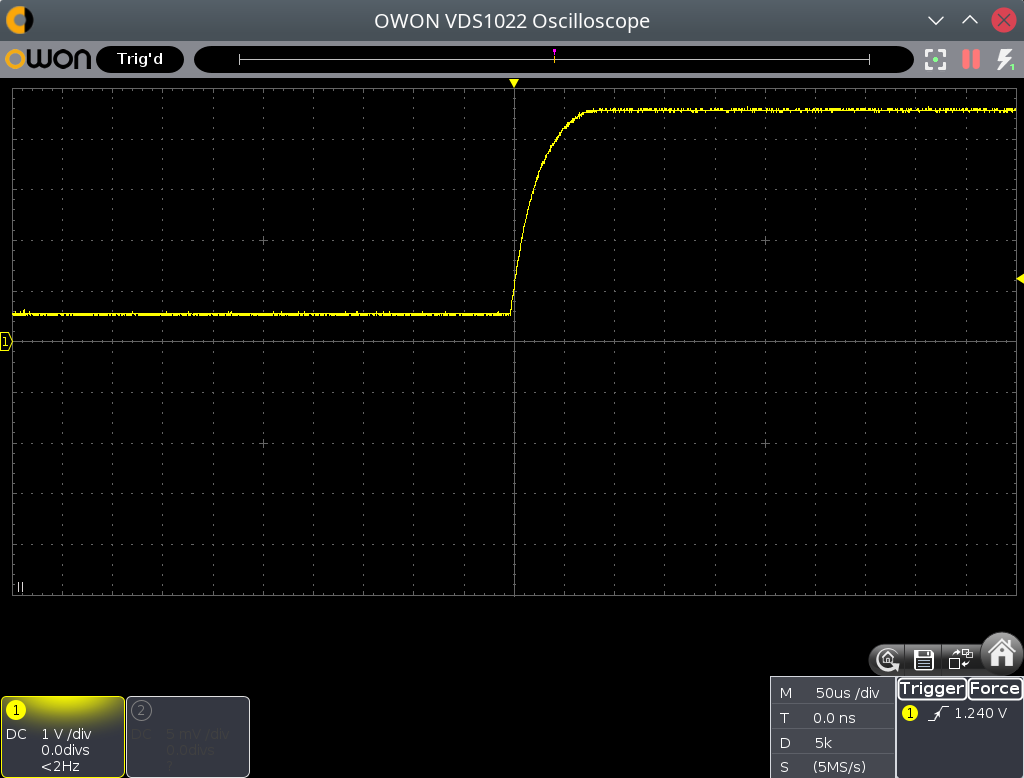 OWON VDS1022 Oscilloscope
OWON Trig'd 1
1
II
M 50us /div
T 0.0 ns
D 5k
S (5MS/s)
Trigger Force
1 1.240 V
1
DC 1 V /div
0.0divs
<2Hz
2
DC 5 mV /div
0.0divs
?